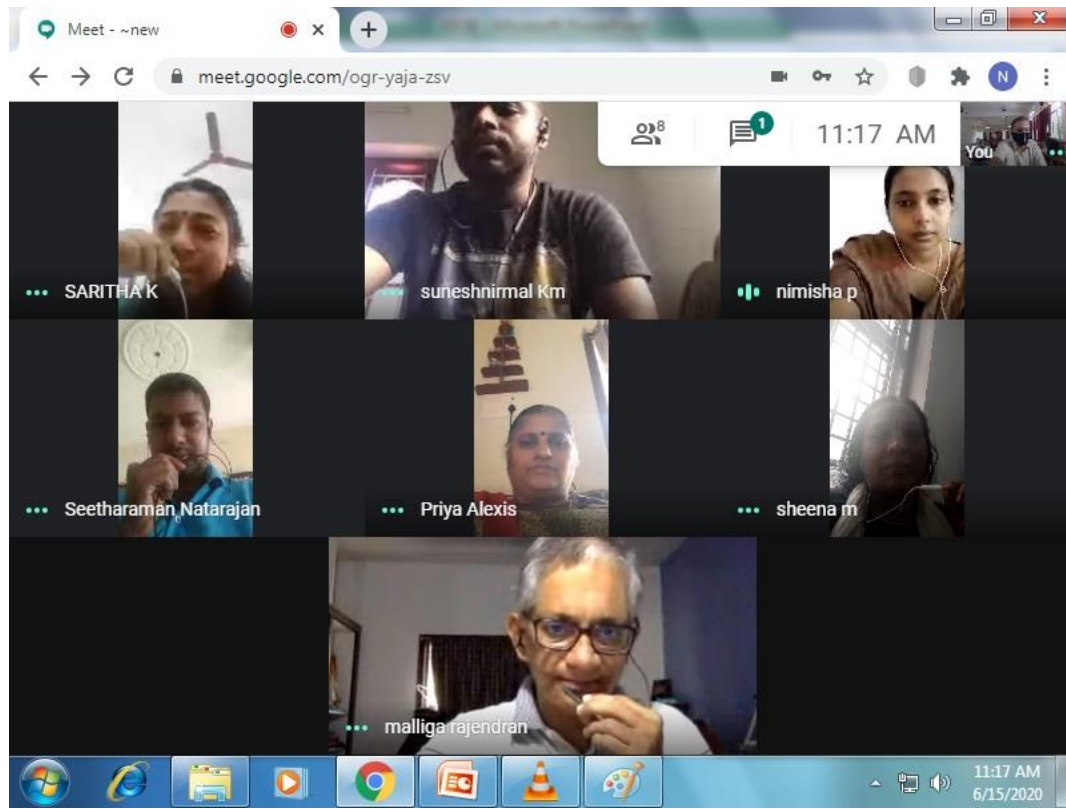 Meet - ~new
meet.google.com/ogr-yaja-zsv
N
8
1
11:17 AM
You
SARITHA K
suneshnirmal Km
nimisha p
Seetharaman Natarajan
Priya Alexis
sheena m
malliga rajendran
11:17 AM
6/15/2020